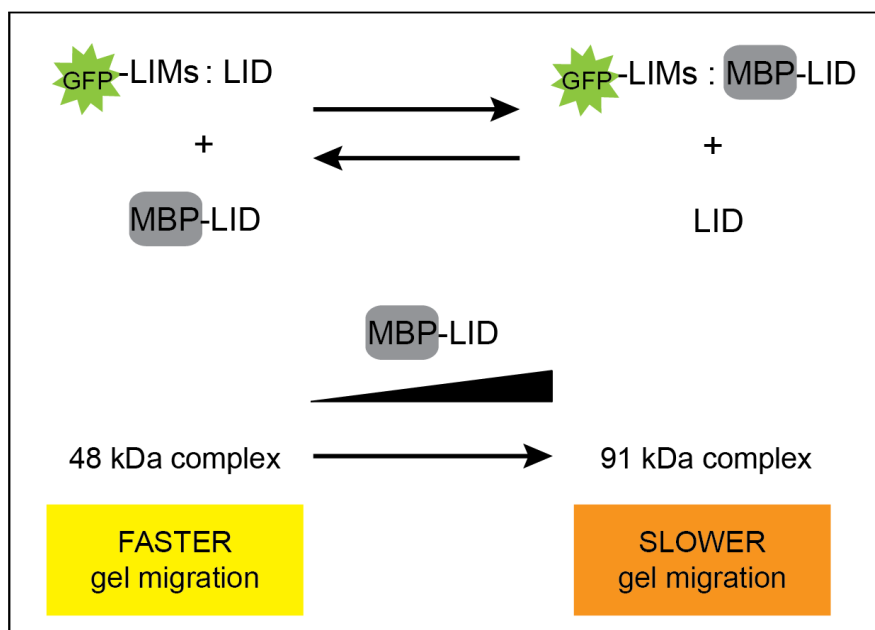 GFP-LIMs : LID
GFP-LIMs : MBP-LID
+
+
MBP-LID
LID
MBP-LID
48 kDa complex
91 kDa complex
FASTER
gel migration
SLOWER
gel migration